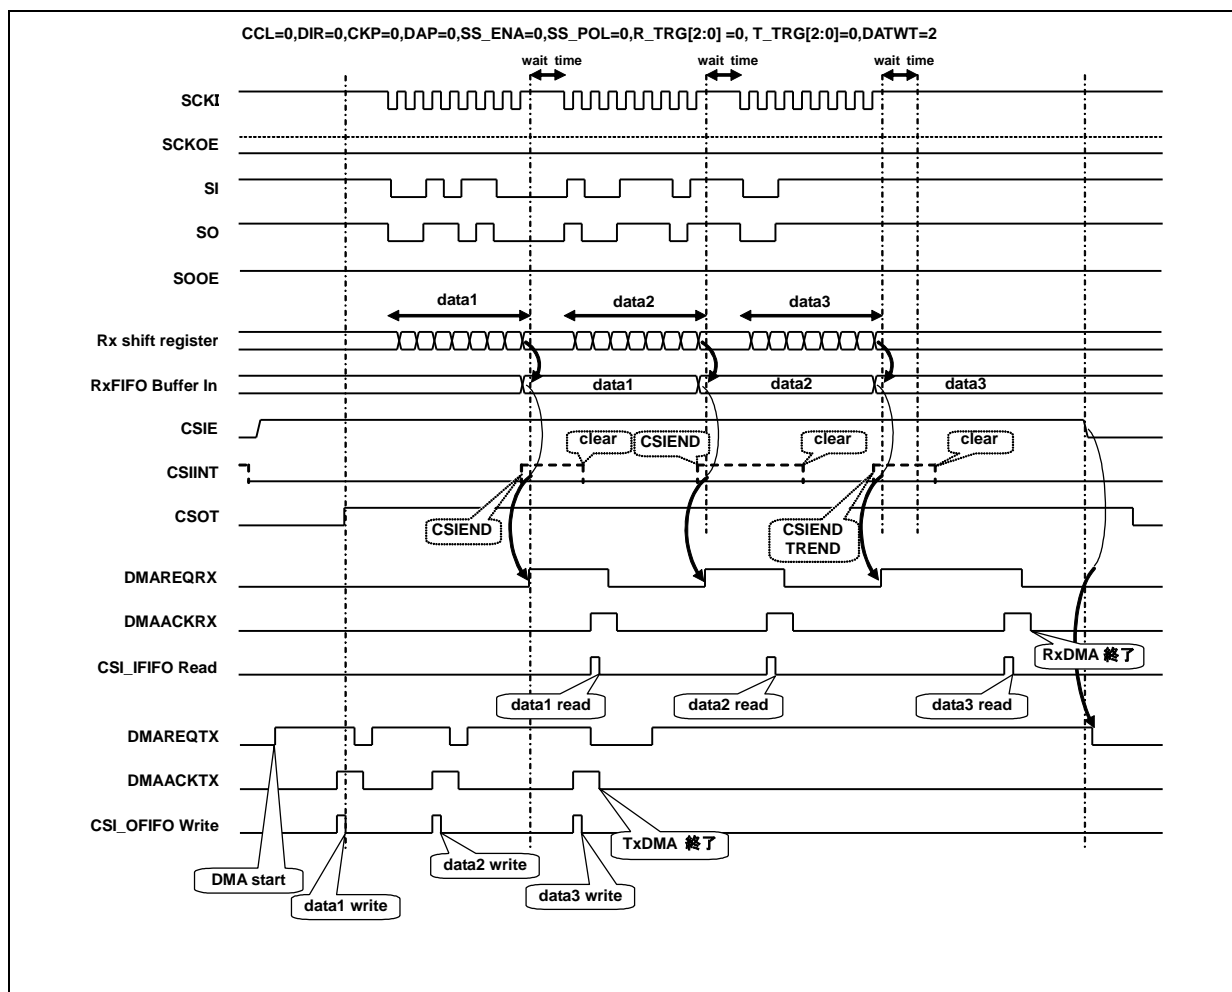 CCL=0,DIR=0,CKP=0,DAP=0,SS_ENA=0,SS_POL=0,R_TRG[2:0] =0, T_TRG[2:0]=0,DATWT=2
wait time wait time wait time
SCKI
SCKOE
SI
SO
SOOE
data1 data2 data3
Rx shift register
RxFIFO Buffer In data1 data2 data3
CSIE
clear CSIEND clear clear
CSIINT
CSOT
CSIEND CSIEND
TREND
DMAREQRX
DMAACKRX
RxDMA 終了
CSI_IFIFO Read
data1 read data2 read data3 read
DMAREQTX
DMAACKTX
CSI_OFIFO Write
TxDMA 終了
data2 write
DMA start
data3 write
data1 write